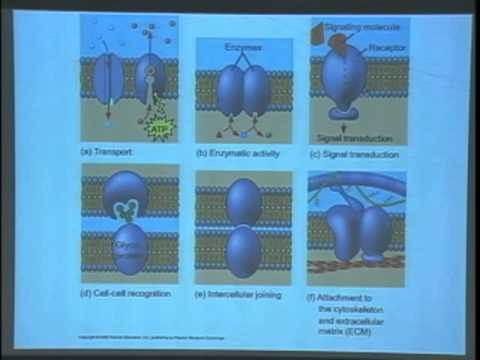 Signaling molecule
Enzymes
Receptor
ATP
Signal transduction
(a) Transport
(b) Enzymatic activity
(c) Signal transduction
Glyco-
protein
(d) Cell-cell recognition
(e) Intercellular joining
(f) Attachment to
the cytoskeleton
and extracellular
matrix (ECM)